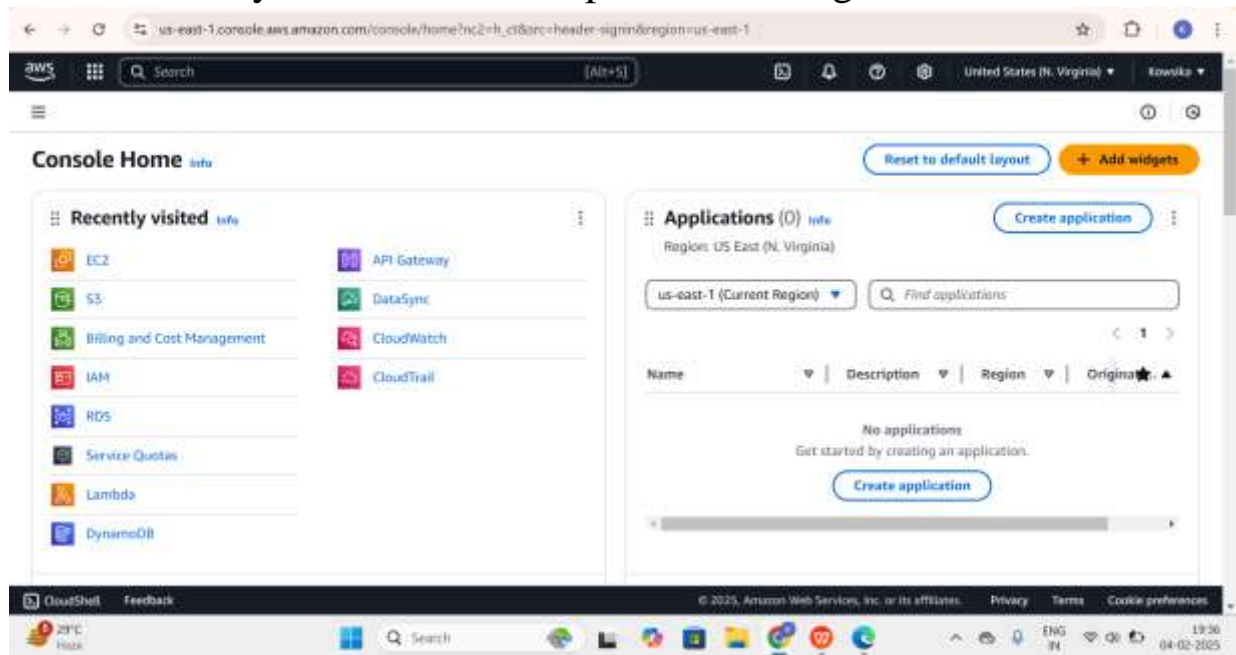 us-east-1.console.aws.amazon.com/console/home?nc2=h_ct&src=header-signin&region=us-east-1
aws Search [Alt+S] United States (N. Virginia) Kowsika
Console Home Info Reset to default layout + Add widgets
Recently visited Info
EC2
S3
Billing and Cost Management
IAM
RDS
Service Quotas
Lambda
DynamoDB
API Gateway
DataSync
CloudWatch
CloudTrail
Applications (0) Info Create application
Region: US East (N. Virginia)
us-east-1 (Current Region) Find applications
1
Name Description Region
No applications
Get started by creating an application.
Create application
CloudShell Feedback © 2025, Amazon Web Services, Inc. or its affiliates. Privacy Terms Cookie preferences
29°C
Haze
Search
ENG
IN
19:36
04-02-2025